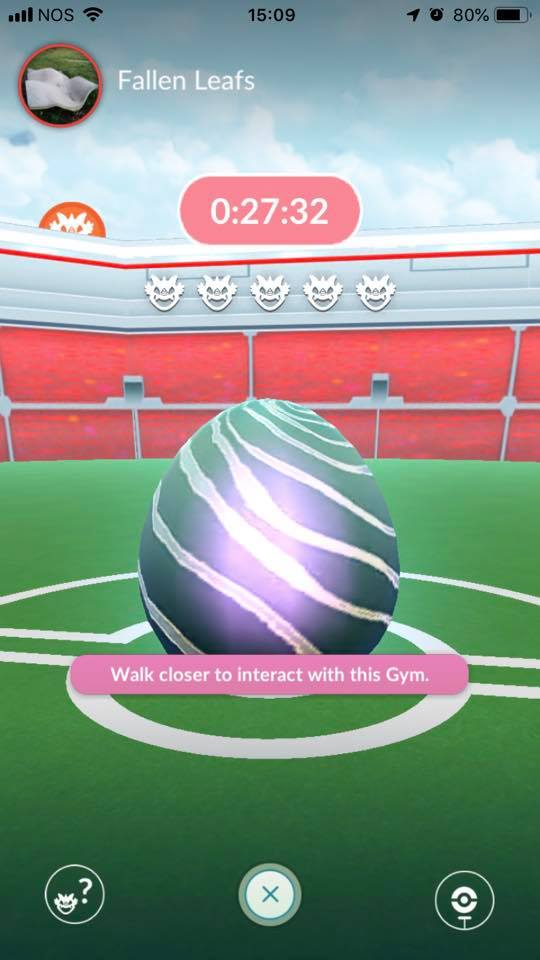 NOS 15:09 80%
Fallen Leafs
0:27:32
Walk closer to interact with this Gym.
?